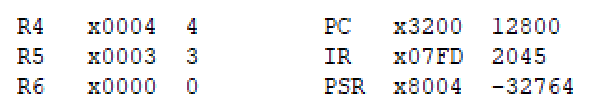 R4 x0004 4 PC x3200 12800
R5 x0003 3 IR x07FD 2045
R6 x0000 0 PSR x8004 -32764